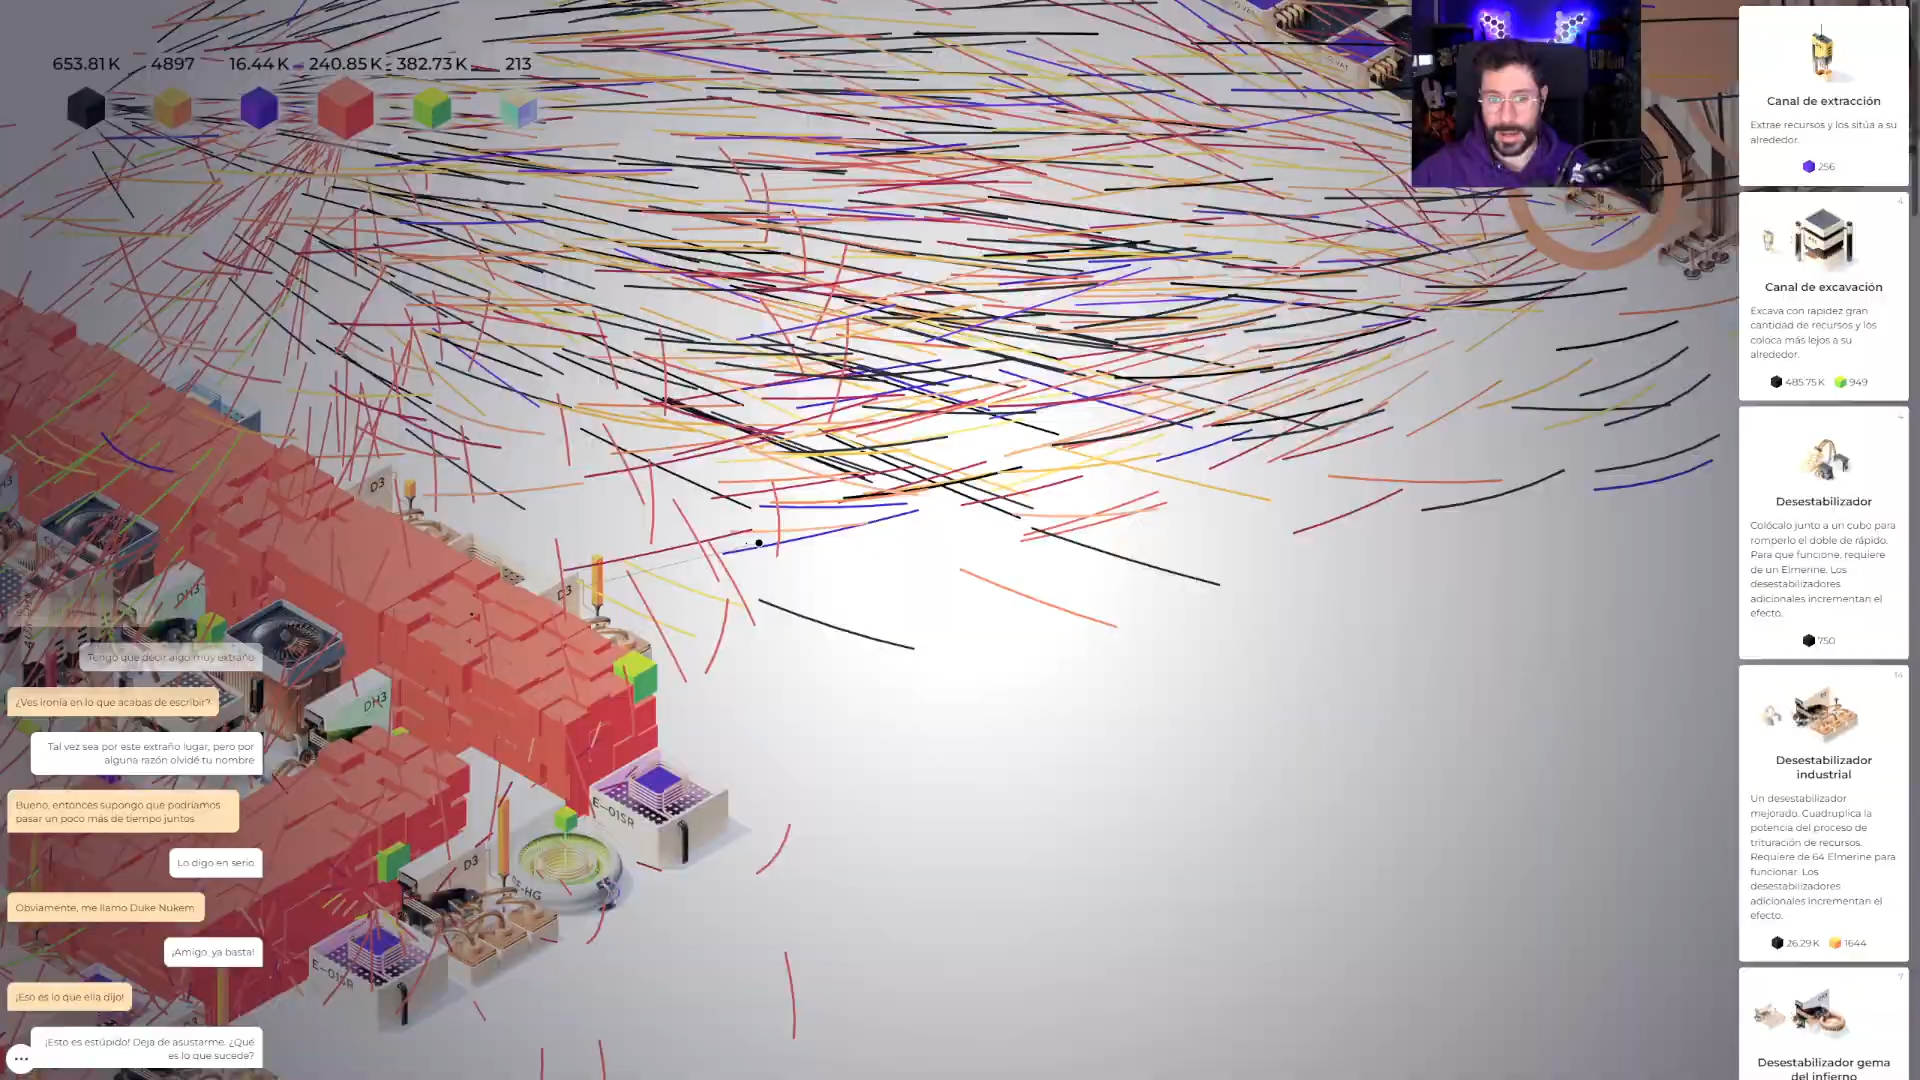 653.81 K
4897
16.44 K
240.85 K
382.73 K
213
D3
D3
DH3
DH3
H3
D3
D3
E-01SR
E-01SR
DE-HG
Tengo que decir algo muy extraño
¿Ves ironía en lo que acabas de escribir?
Tal vez sea por este extraño lugar, pero por
alguna razón olvidé tu nombre
Bueno, entonces supongo que podríamos
pasar un poco más de tiempo juntos
Lo digo en serio
Obviamente, me llamo Duke Nukem
¡Amigo, ya basta!
¡Eso es lo que ella dijo!
¡Esto es estúpido! Deja de asustarme. ¿Qué
es lo que sucede?
Canal de extracción
Extrae recursos y los sitúa a su
alrededor.
256
4
Canal de excavación
Excava con rapidez gran
cantidad de recursos y los
coloca más lejos a su
alrededor.
485.75 K 949
4
Desestabilizador
Colócalo junto a un cubo para
romperlo el doble de rápido.
Para que funcione, requiere
de un Elmerine. Los
desestabilizadores
adicionales incrementan el
efecto.
750
14
Desestabilizador
industrial
Un desestabilizador
mejorado. Cuadruplica la
potencia del proceso de
trituración de recursos.
Requiere de 64 Elmerine para
funcionar. Los
desestabilizadores
adicionales incrementan el
efecto.
26.29 K 1644
7
Desestabilizador gema
del infierno